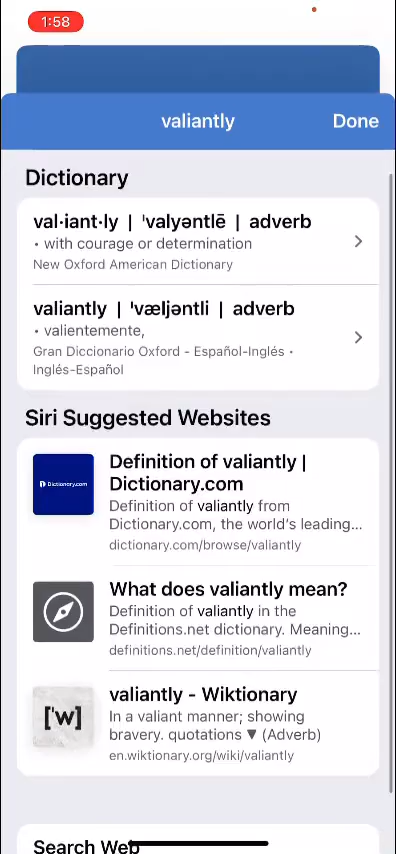 1:58
valiantly
Done
Dictionary
val·iant·ly | ˈvalyəntlē | adverb
• with courage or determination
New Oxford American Dictionary
valiantly | ˈvæljəntli | adverb
• valientemente,
Gran Diccionario Oxford - Español-Inglés •
Inglés-Español
Siri Suggested Websites
Dictionary.com
Definition of valiantly |
Dictionary.com
Definition of valiantly from
Dictionary.com, the world's leading...
dictionary.com/browse/valiantly
What does valiantly mean?
Definition of valiantly in the
Definitions.net dictionary. Meaning...
definitions.net/definition/valiantly
['w]
valiantly - Wiktionary
In a valiant manner; showing
bravery. quotations ▼ (Adverb)
en.wiktionary.org/wiki/valiantly
Search Web